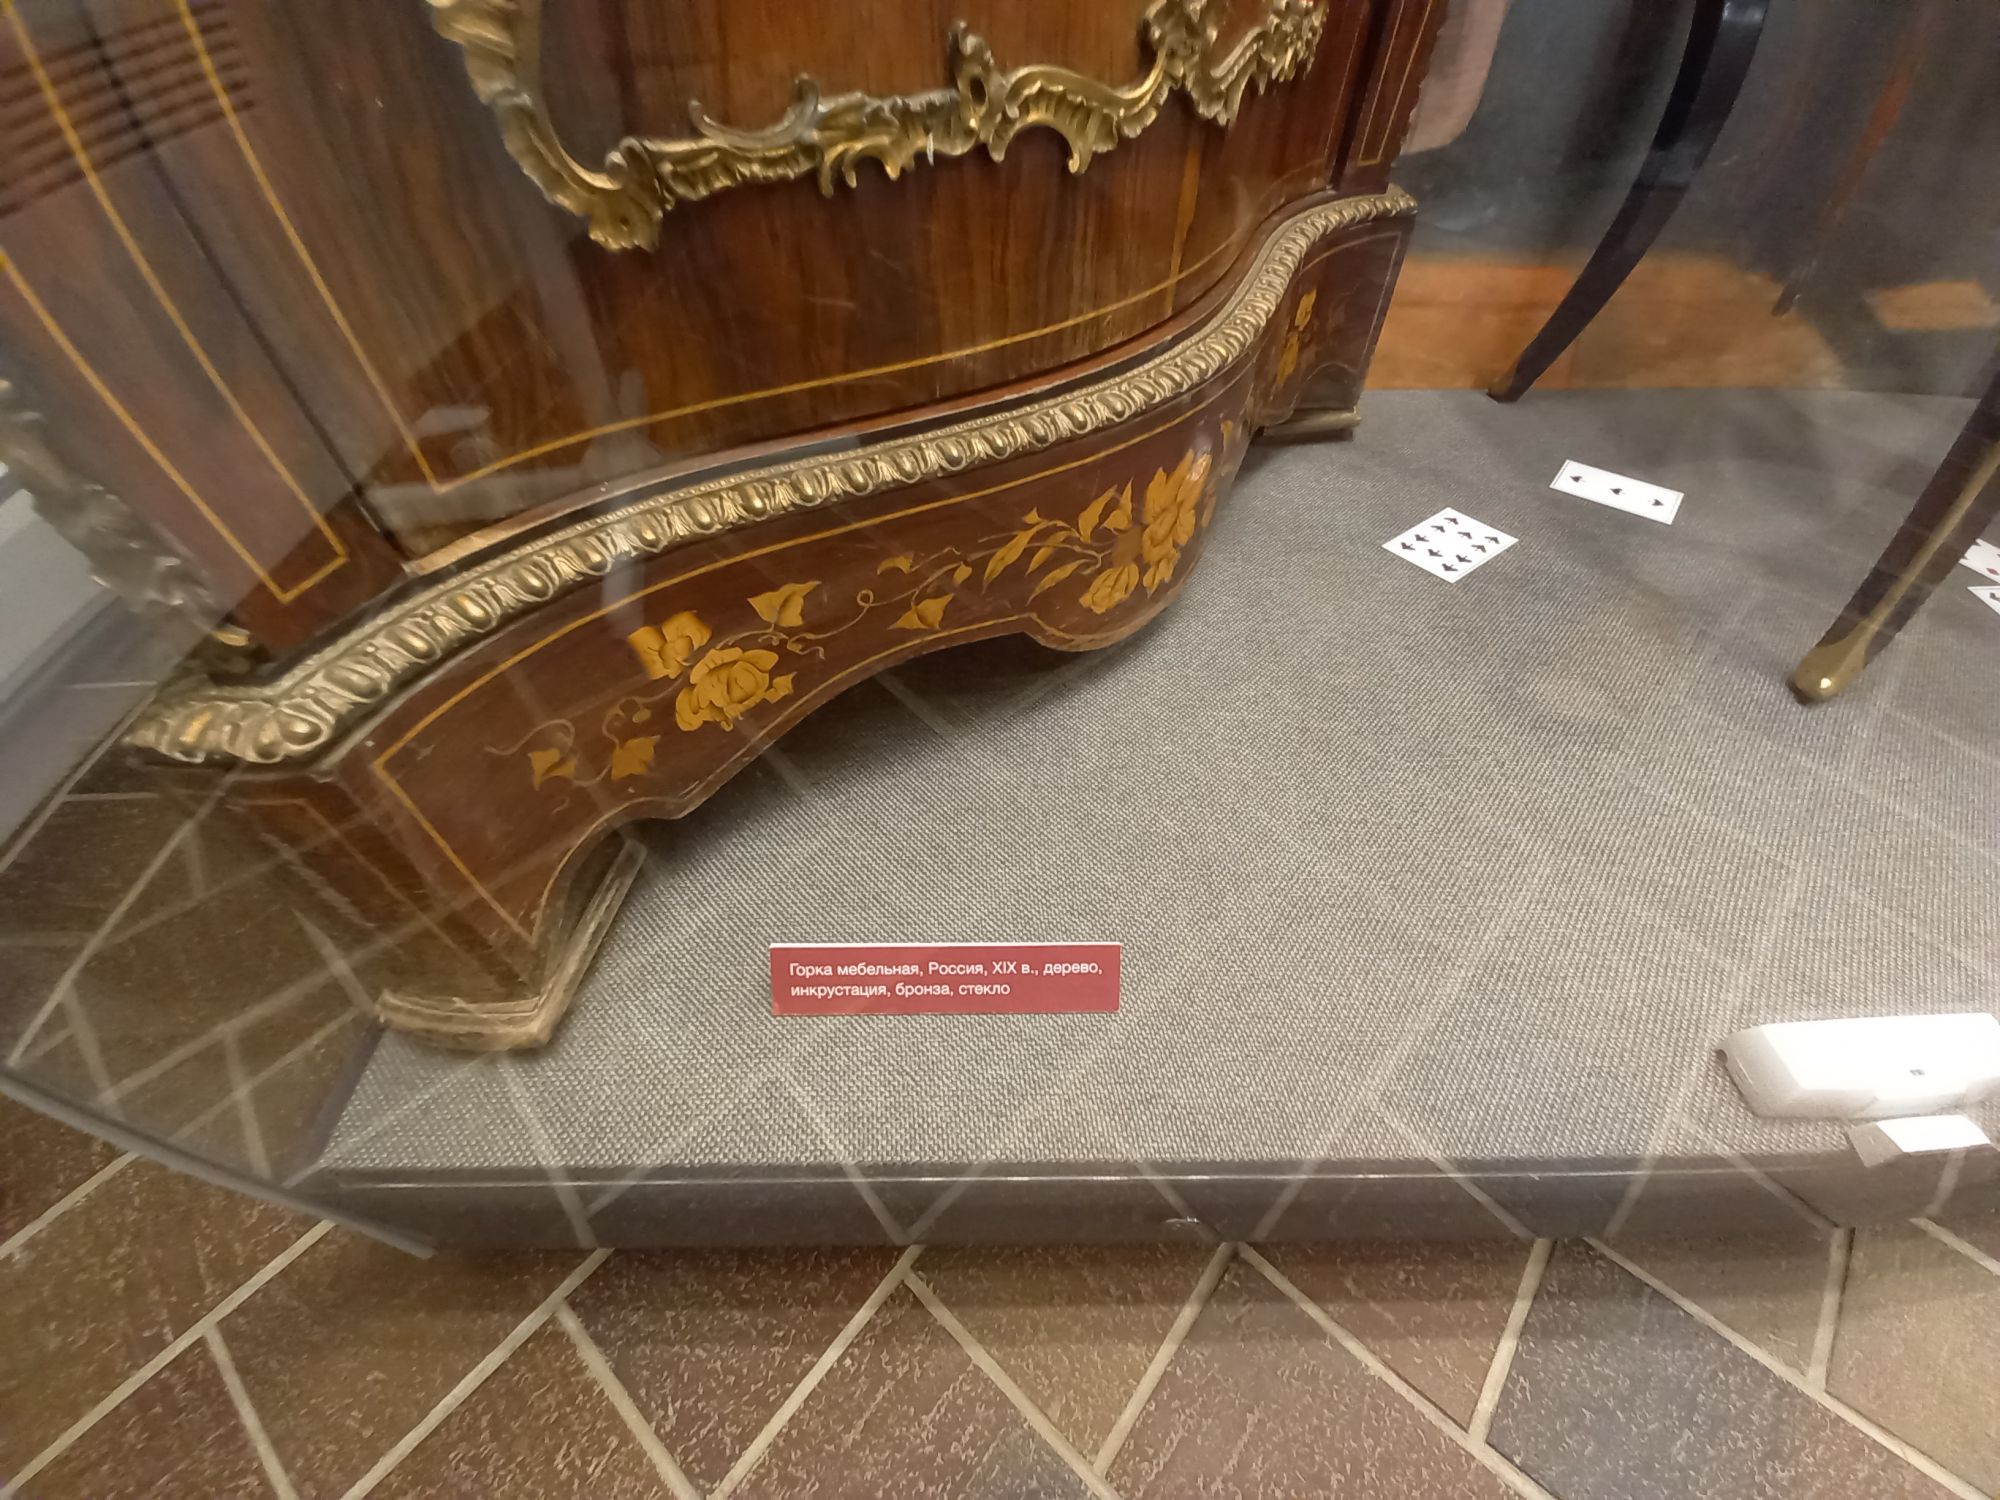 Горка мебельная, Россия, XIX в., дерево,
инкрустация, бронза, стекло